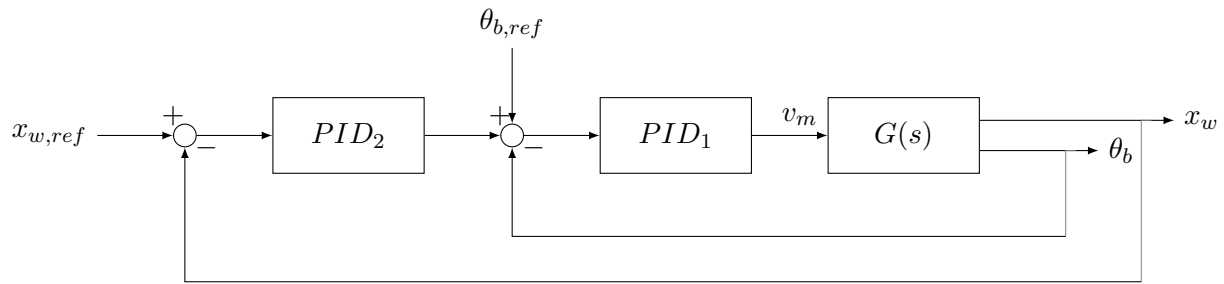 θ_{b,ref}
+
+
x_{w,ref}
PID_2
PID_1
v_m
G(s)
x_w
−
−
θ_b